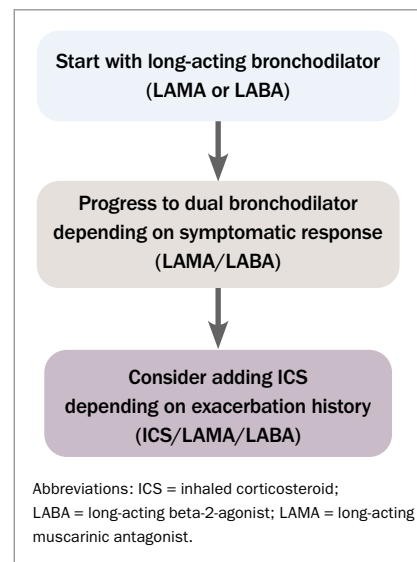 Start with long-acting bronchodilator
(LAMA or LABA)
Progress to dual bronchodilator
depending on symptomatic response
(LAMA/LABA)
Consider adding ICS
depending on exacerbation history
(ICS/LAMA/LABA)
Abbreviations: ICS = inhaled corticosteroid;
LABA = long-acting beta-2-agonist; LAMA = long-acting
muscarinic antagonist.